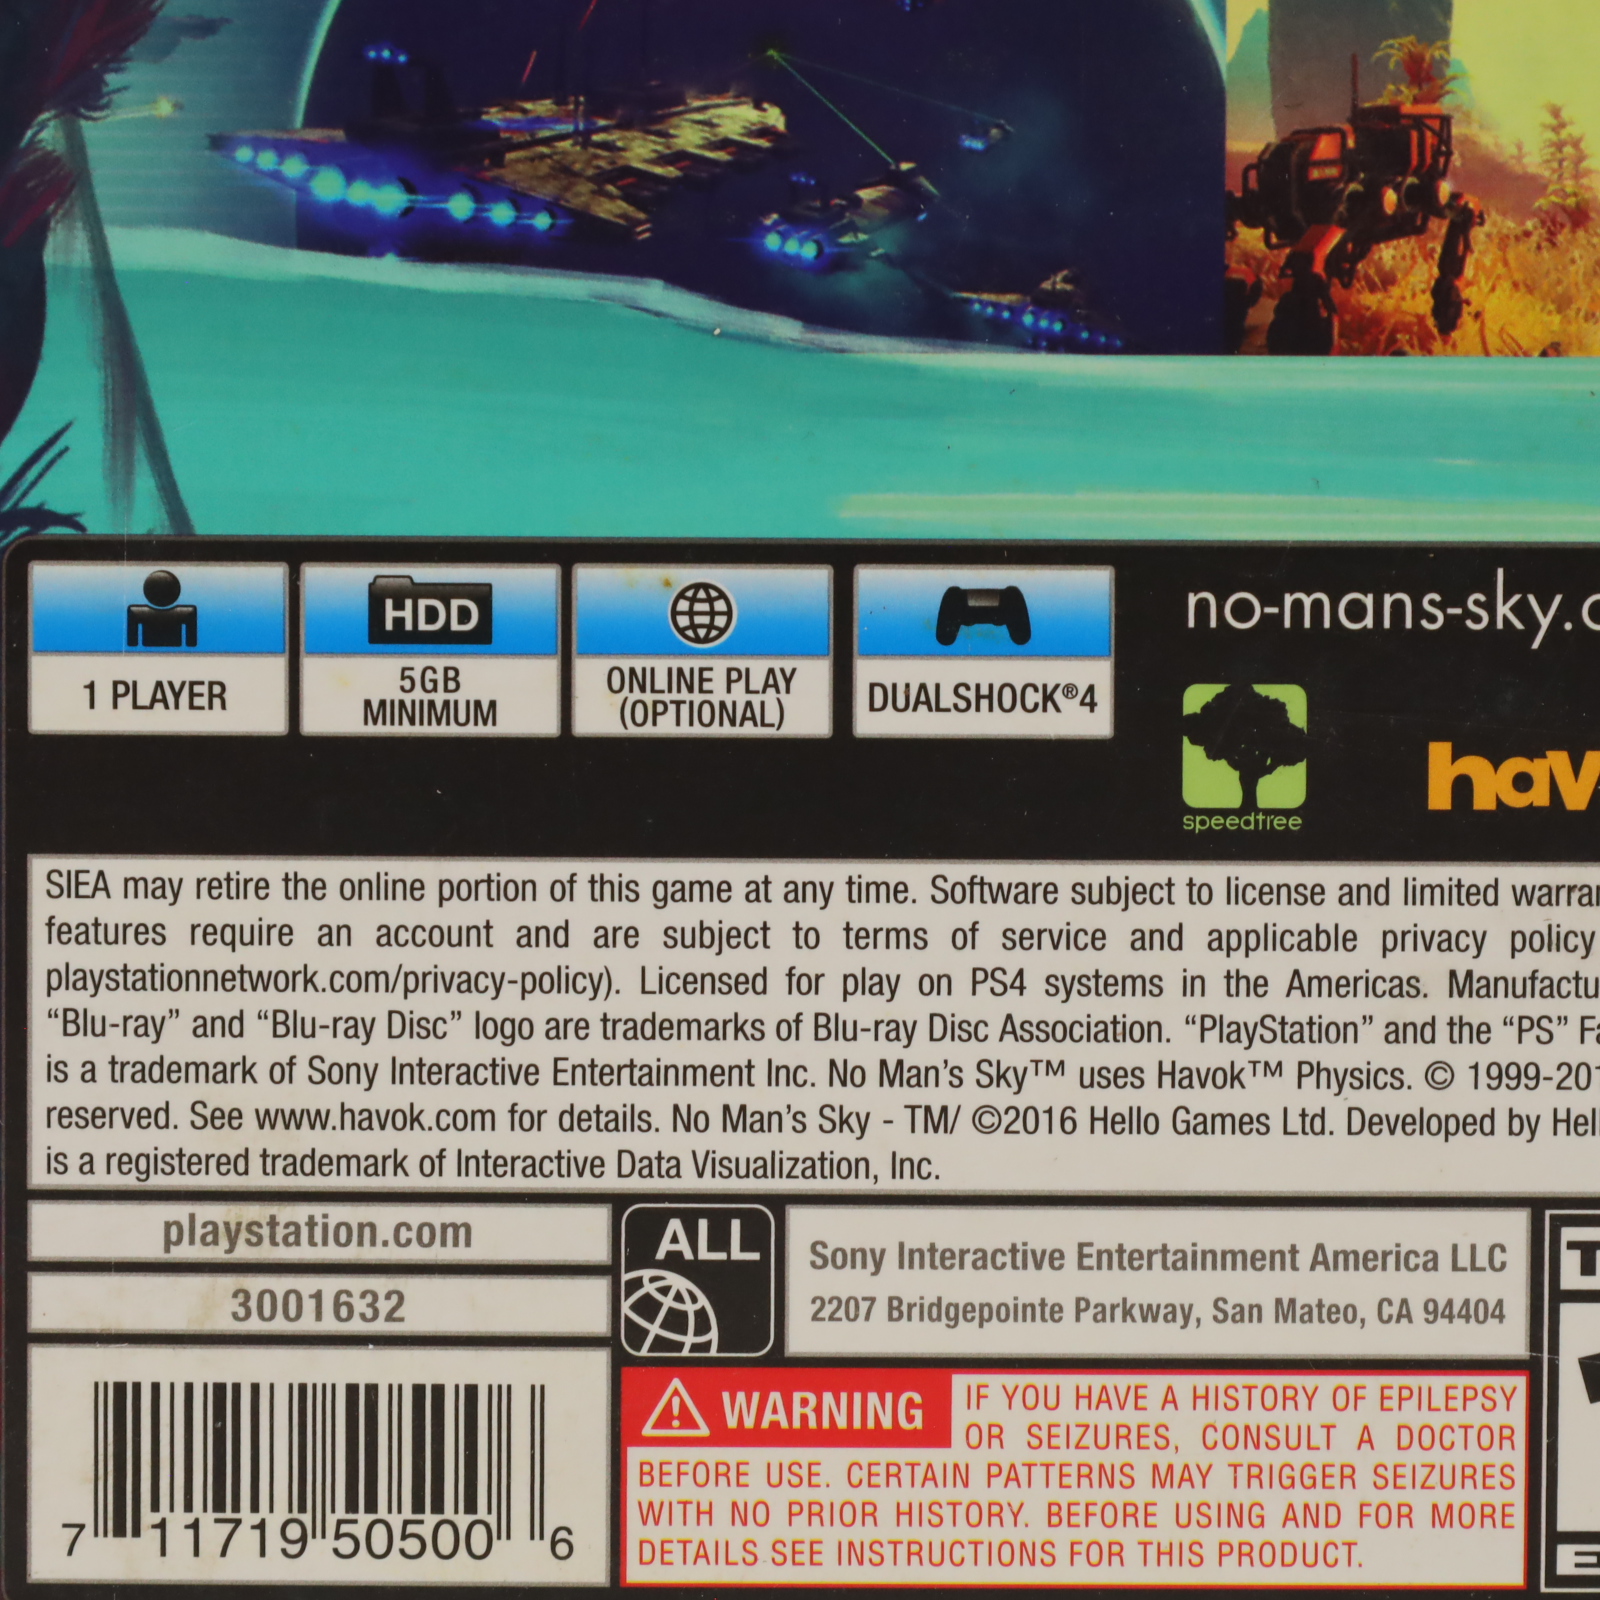 1 PLAYER
HDD
5GB
MINIMUM
ONLINE PLAY
(OPTIONAL)
DUALSHOCK®4
no-mans-sky.
speedtree
SIEA may retire the online portion of this game at any time. Software subject to license and limited
features require an account and are subject to terms of service and applicable privacy policy
playstationnetwork.com/privacy-policy). Licensed for play on PS4 systems in the Americas.
“Blu-ray” and “Blu-ray Disc” logo are trademarks of Blu-ray Disc Association. “PlayStation” and the “PS”
is a trademark of Sony Interactive Entertainment Inc. No Man’s Sky™ uses Havok™ Physics. © 1999-201
reserved. See www.havok.com for details. No Man’s Sky - TM/ ©2016 Hello Games Ltd. Developed by
is a registered trademark of Interactive Data Visualization, Inc.
playstation.com
3001632
ALL
Sony Interactive Entertainment America LLC
2207 Bridgepointe Parkway, San Mateo, CA 94404
WARNING
IF YOU HAVE A HISTORY OF EPILEPSY
OR SEIZURES, CONSULT A DOCTOR
BEFORE USE. CERTAIN PATTERNS MAY TRIGGER SEIZURES
WITH NO PRIOR HISTORY. BEFORE USING AND FOR MORE
DETAILS SEE INSTRUCTIONS FOR THIS PRODUCT.
7 11719 50500 6